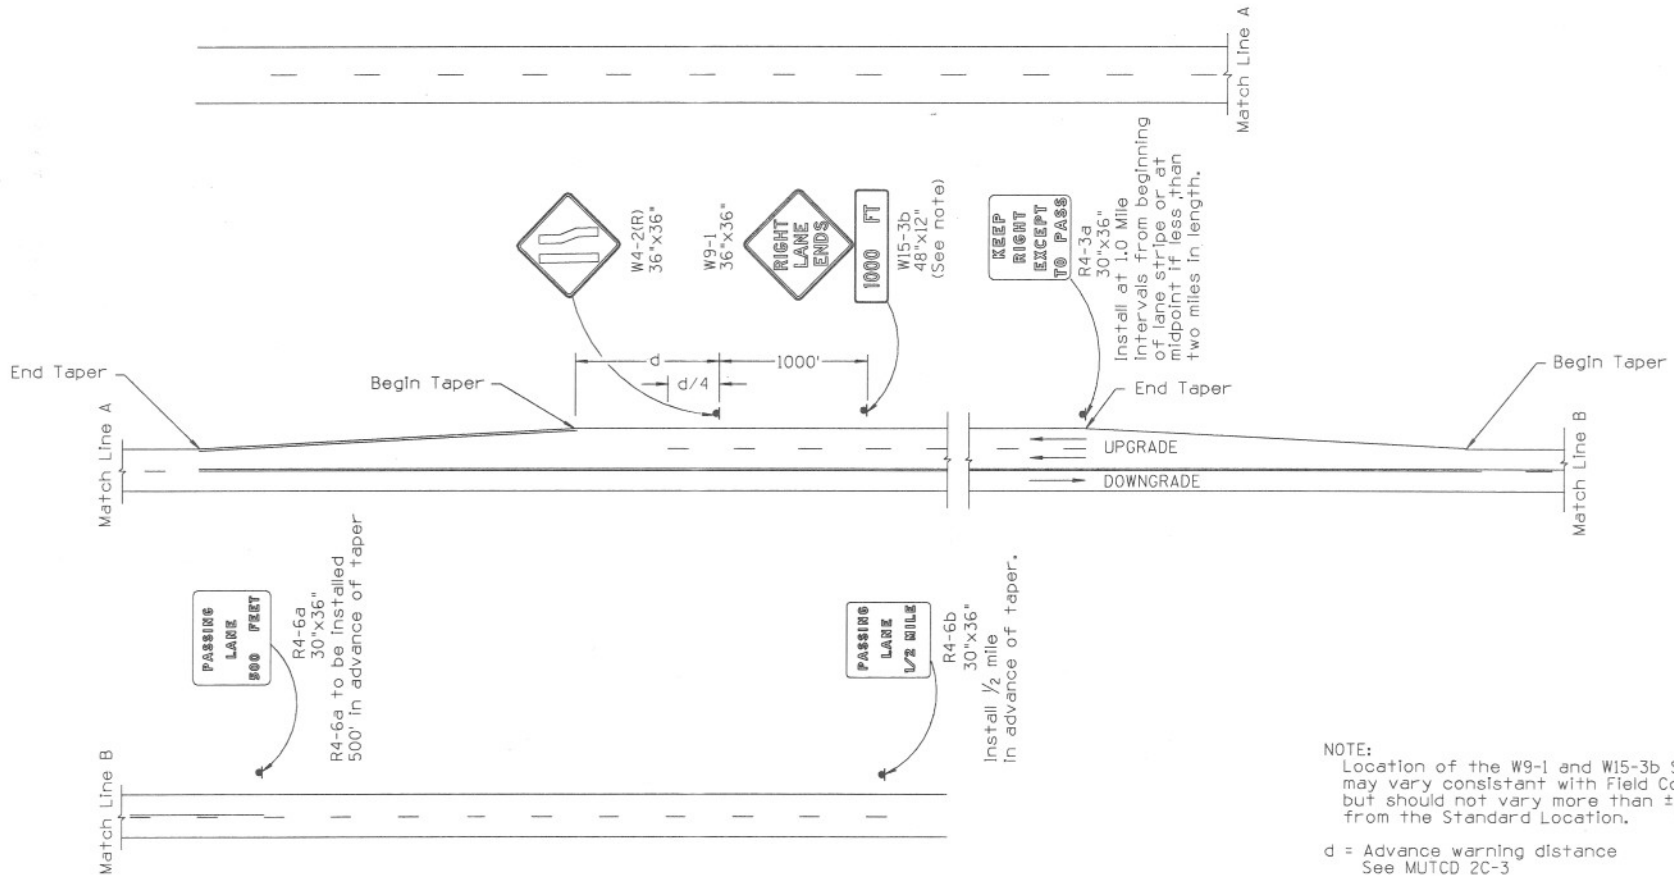 Match Line A
W4-2(R)
36"x36"
W9-1
36"x36"
RIGHT
LANE
ENDS
1000 FT
W15-3b
48"x12"
(See note)
KEEP
RIGHT
EXCEPT
TO PASS
R4-3a
30"x36"
Install at 1.0 Mile
intervals from beginning
of lane stripe or at
midpoint if less than
two miles in length.
End Taper
Begin Taper
d
1000'
d/4
End Taper
Begin Taper
Match Line A
UPGRADE
DOWNGRADE
Match Line B
PASSING
LANE
500 FEET
R4-6a
30"x36"
R4-6a to be installed
500' in advance of taper
PASSING
LANE
1/2 MILE
R4-6b
30"x36"
Install 1/2 mile
in advance of taper.
Match Line B
NOTE:
Location of the W9-1 and W15-3b S
may vary consistant with Field Co
but should not vary more than ±
from the Standard Location.
d = Advance warning distance
See MUTCD 2C-3